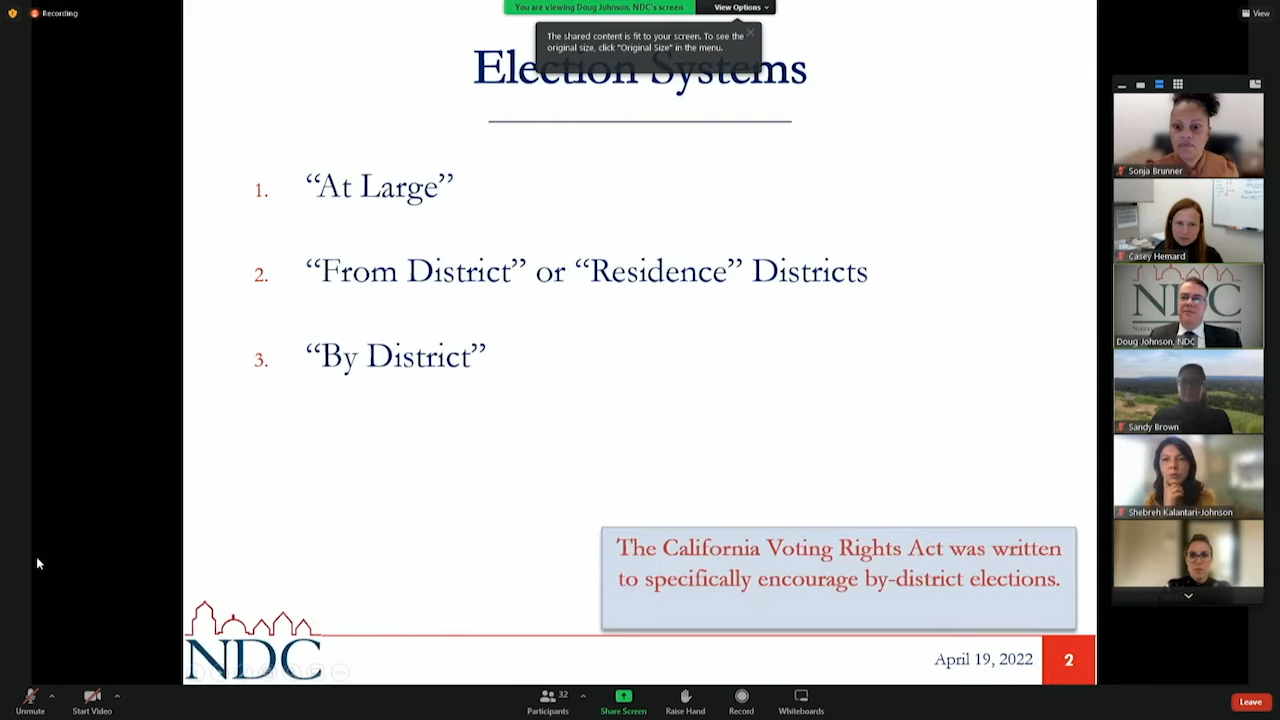 Recording
You are viewing Doug Johnson, NDC's screen
View Options
View
The shared content is fit to your screen. To see the
original size, click "Original Size" in the menu.
Election Systems
1. “At Large”
2. “From District” or “Residence” Districts
3. “By District”
The California Voting Rights Act was written
to specifically encourage by-district elections.
NDC
April 19, 2022
2
Sonja Brunner
Casey Hemard
NDC
Doug Johnson, NDC
Sandy Brown
Shebreh Kalantari-Johnson
Unmute
Start Video
32
Participants
Share Screen
Raise Hand
Record
Whiteboards
Leave